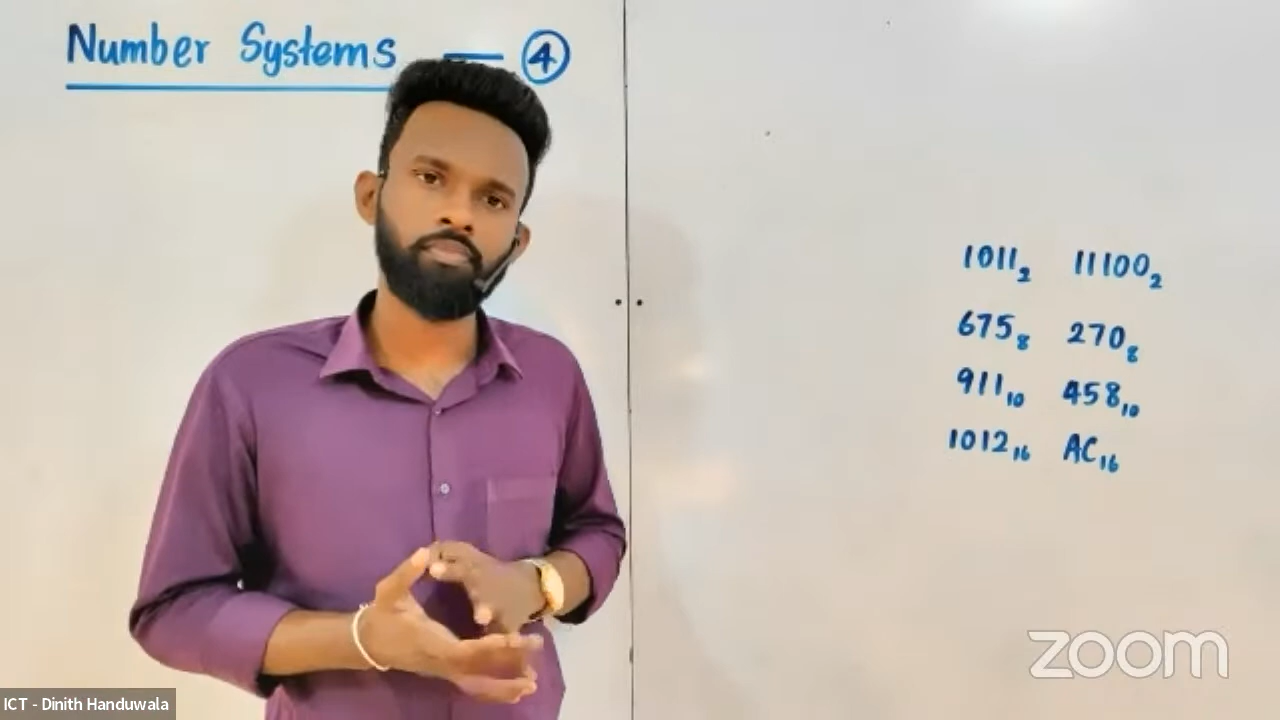 Number Systems — ④
1011₂ 11100₂
675₈ 270₈
911₁₀ 458₁₀
1012₁₆ AC₁₆
zoom
ICT - Dinith Handuwala